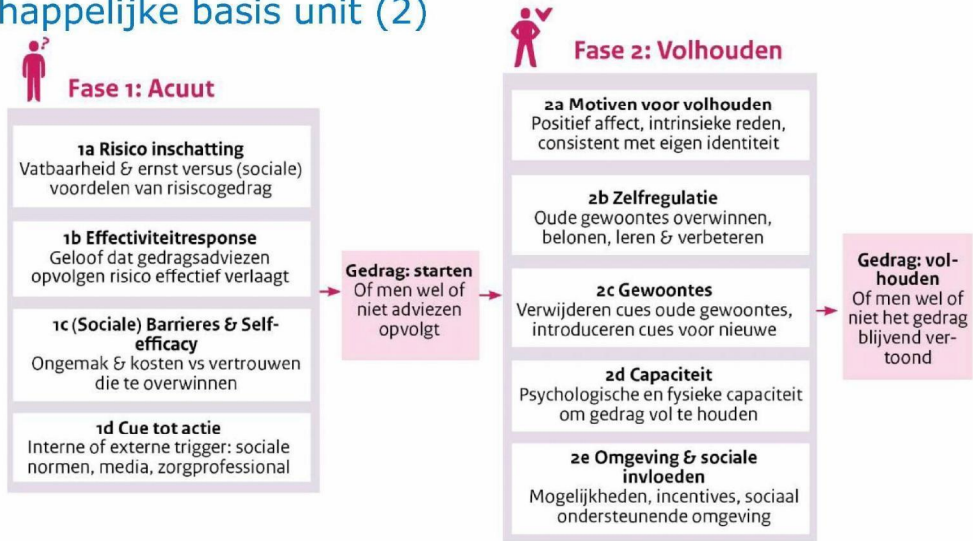 happelijke basis unit (2)
?
Fase 1: Acuut
1a Risico inschatting
Vatbaarheid & ernst versus (sociale)
voordelen van risiscogedrag
1b Effectiviteitresponse
Geloof dat gedragsadviezen
opvolgen risico effectief verlaagt
1c (Sociale) Barrieres & Self-
efficacy
Ongemak & kosten vs vertrouwen
die te overwinnen
1d Cue tot actie
Interne of externe trigger: sociale
normen, media, zorgprofessional
Gedrag: starten
Of men wel of
niet adviezen
opvolgt
Fase 2: Volhouden
2a Motiven voor volhouden
Positief affect, intrinsieke reden,
consistent met eigen identiteit
2b Zelfregulatie
Oude gewoontes overwinnen,
belonen, leren & verbeteren
2c Gewoontes
Verwijderen cues oude gewoontes,
introduceren cues voor nieuwe
2d Capaciteit
Psychologische en fysieke capaciteit
om gedrag vol te houden
2e Omgeving & sociale
invloeden
Mogelijkheden, incentives, sociaal
ondersteunende omgeving
Gedrag: vol-
houden
Of men wel of
niet het gedrag
blijvend ver-
toond